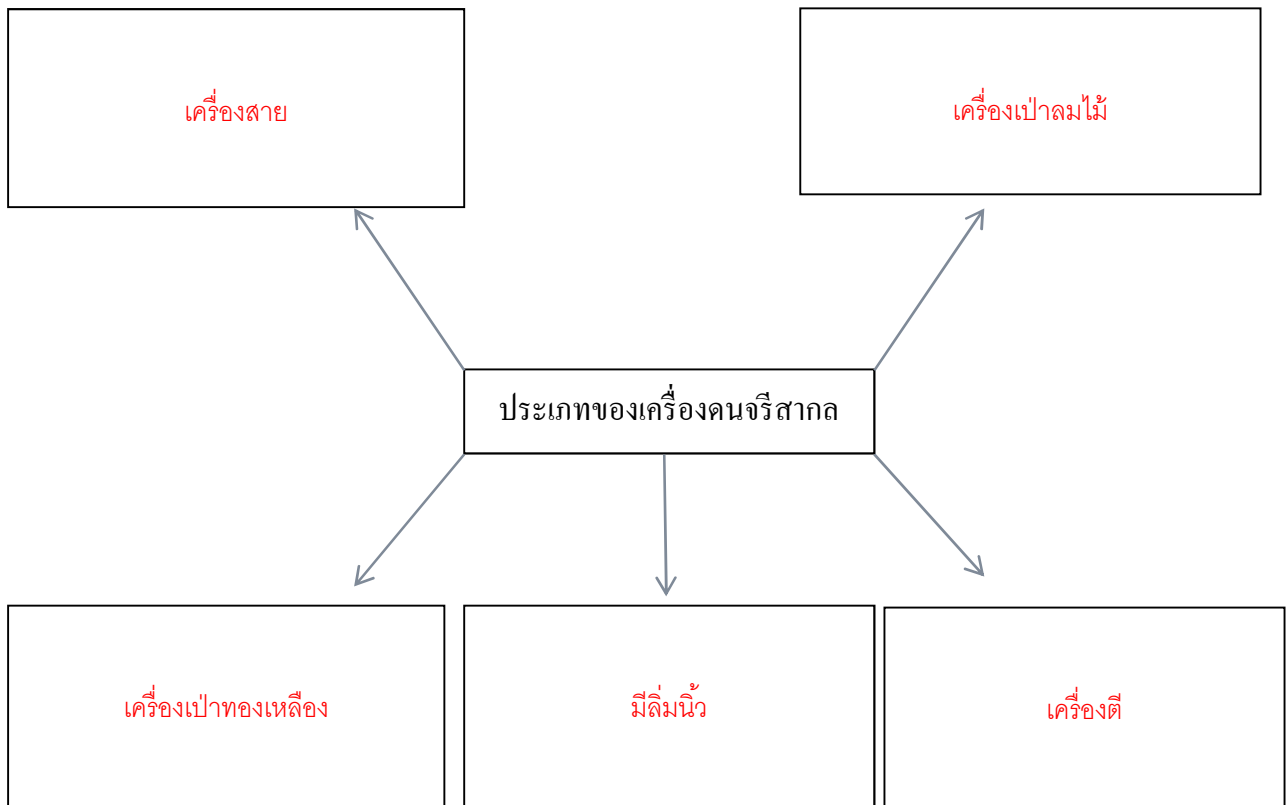 เครื่องสาย
เครื่องเป่าลมไม้
ประเภทของเครื่องดนจรีสากล
เครื่องเป่าทองเหลือง
มีลิ่มนิ้ว
เครื่องตี